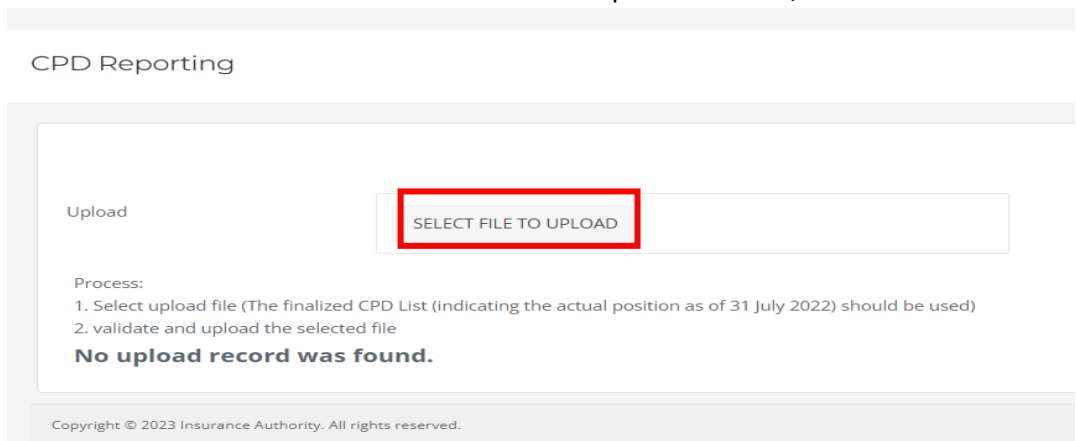 CPD Reporting
Upload
SELECT FILE TO UPLOAD
Process:
1. Select upload file (The finalized CPD List (indicating the actual position as of 31 July 2022) should be used)
2. validate and upload the selected file
No upload record was found.
Copyright © 2023 Insurance Authority. All rights reserved.